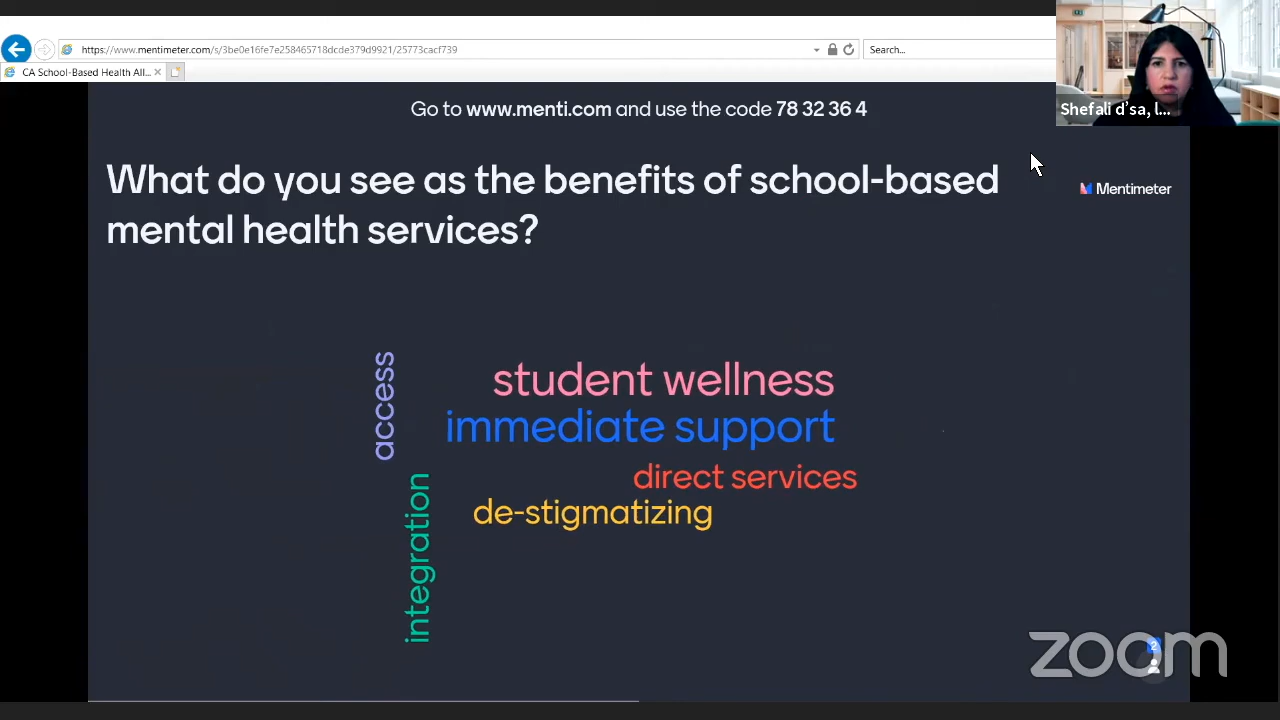 https://www.mentimeter.com/s/3be0e16fe7e258465718dcde379d9921/25773cacf739
Search...
CA School-Based Health All...
Shefali d'sa, l...
Go to www.menti.com and use the code 78 32 36 4
What do you see as the benefits of school-based
mental health services?
Mentimeter
access
student wellness
immediate support
direct services
de-stigmatizing
integration
2
zoom